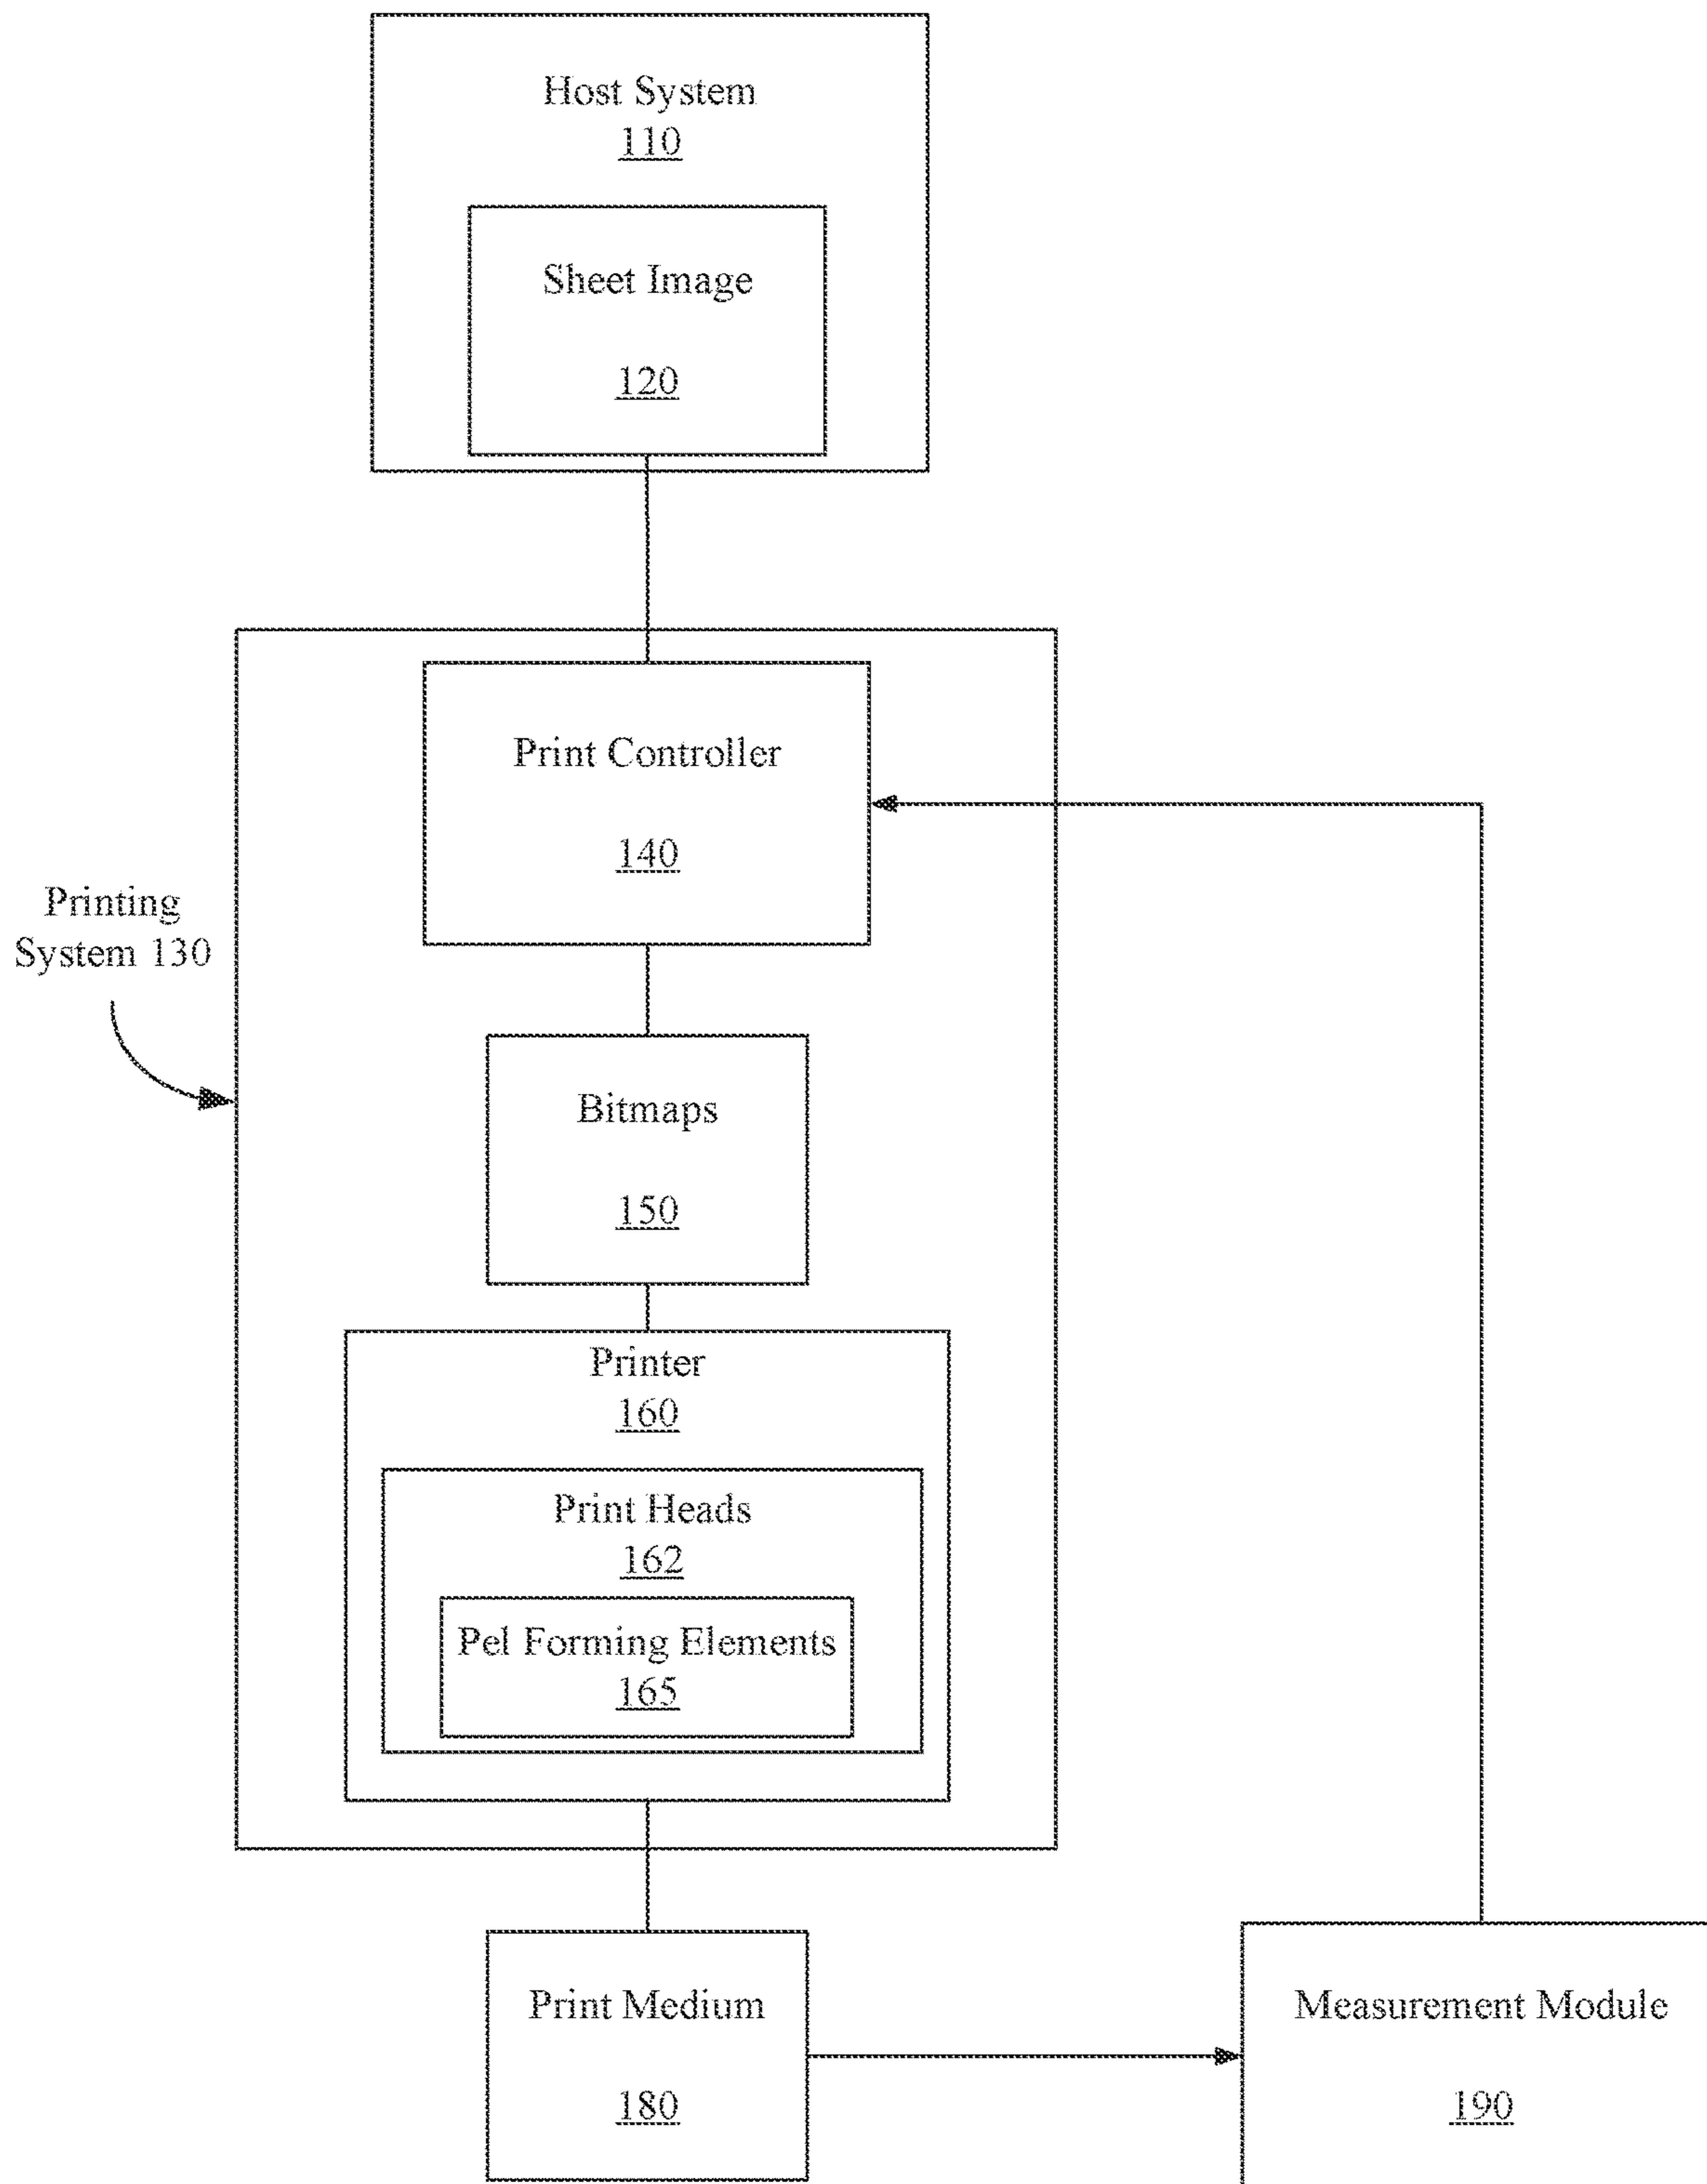 Host System
110
Sheet Image
120
Print Controller
140
Printing
System 130
Bitmaps
150
Printer
160
Print Heads
162
Pel Forming Elements
165
Print Medium
180
Measurement Module
190